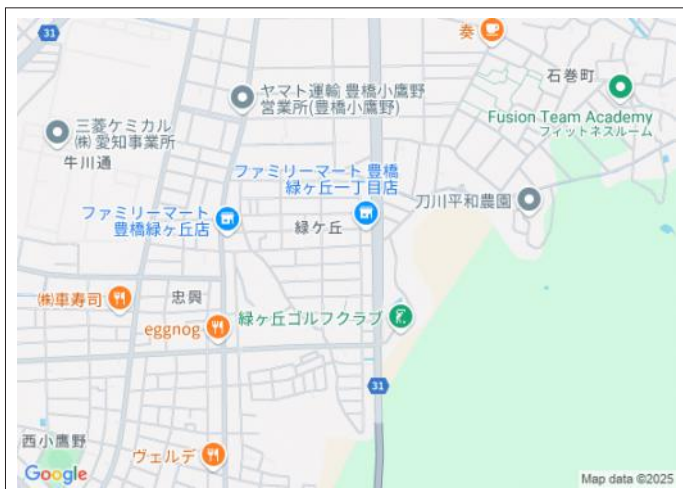 31
奏
石巻町
ヤマト運輸 豊橋小鷹野
営業所(豊橋小鷹野)
Fusion Team Academy
フィットネスルーム
三菱ケミカル
㈱ 愛知事業所
牛川通
ファミリーマート 豊橋
緑ヶ丘一丁目店
刀川平和農園
ファミリーマート
豊橋緑ヶ丘店
緑ケ丘
㈱車寿司
忠興
eggnog
緑ヶ丘ゴルフクラブ
31
西小鷹野
ヴェルデ
Google
Map data ©2025